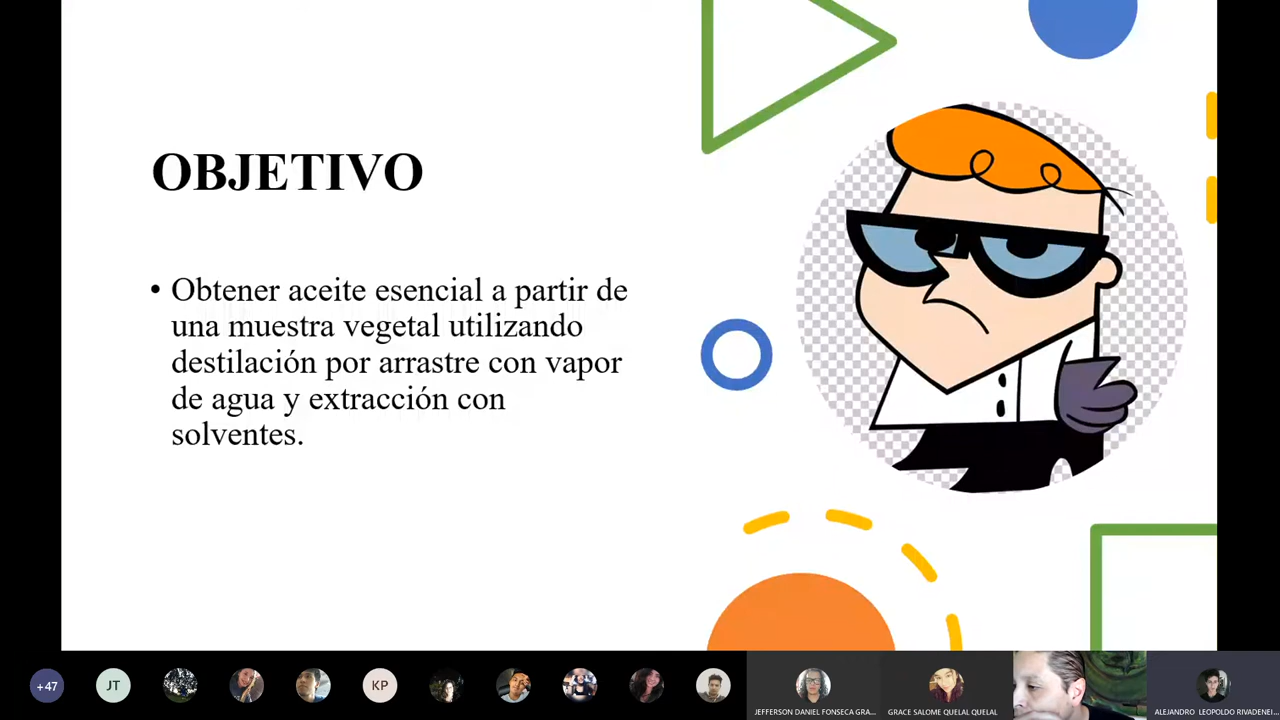 OBJETIVO
• Obtener aceite esencial a partir de
una muestra vegetal utilizando
destilación por arrastre con vapor
de agua y extracción con
solventes.
+47
JT
KP
JEFFERSON DANIEL FONSECA GRA...
GRACE SALOME QUELAL QUELAL
ALEJANDRO LEOPOLDO RIVADENEI...